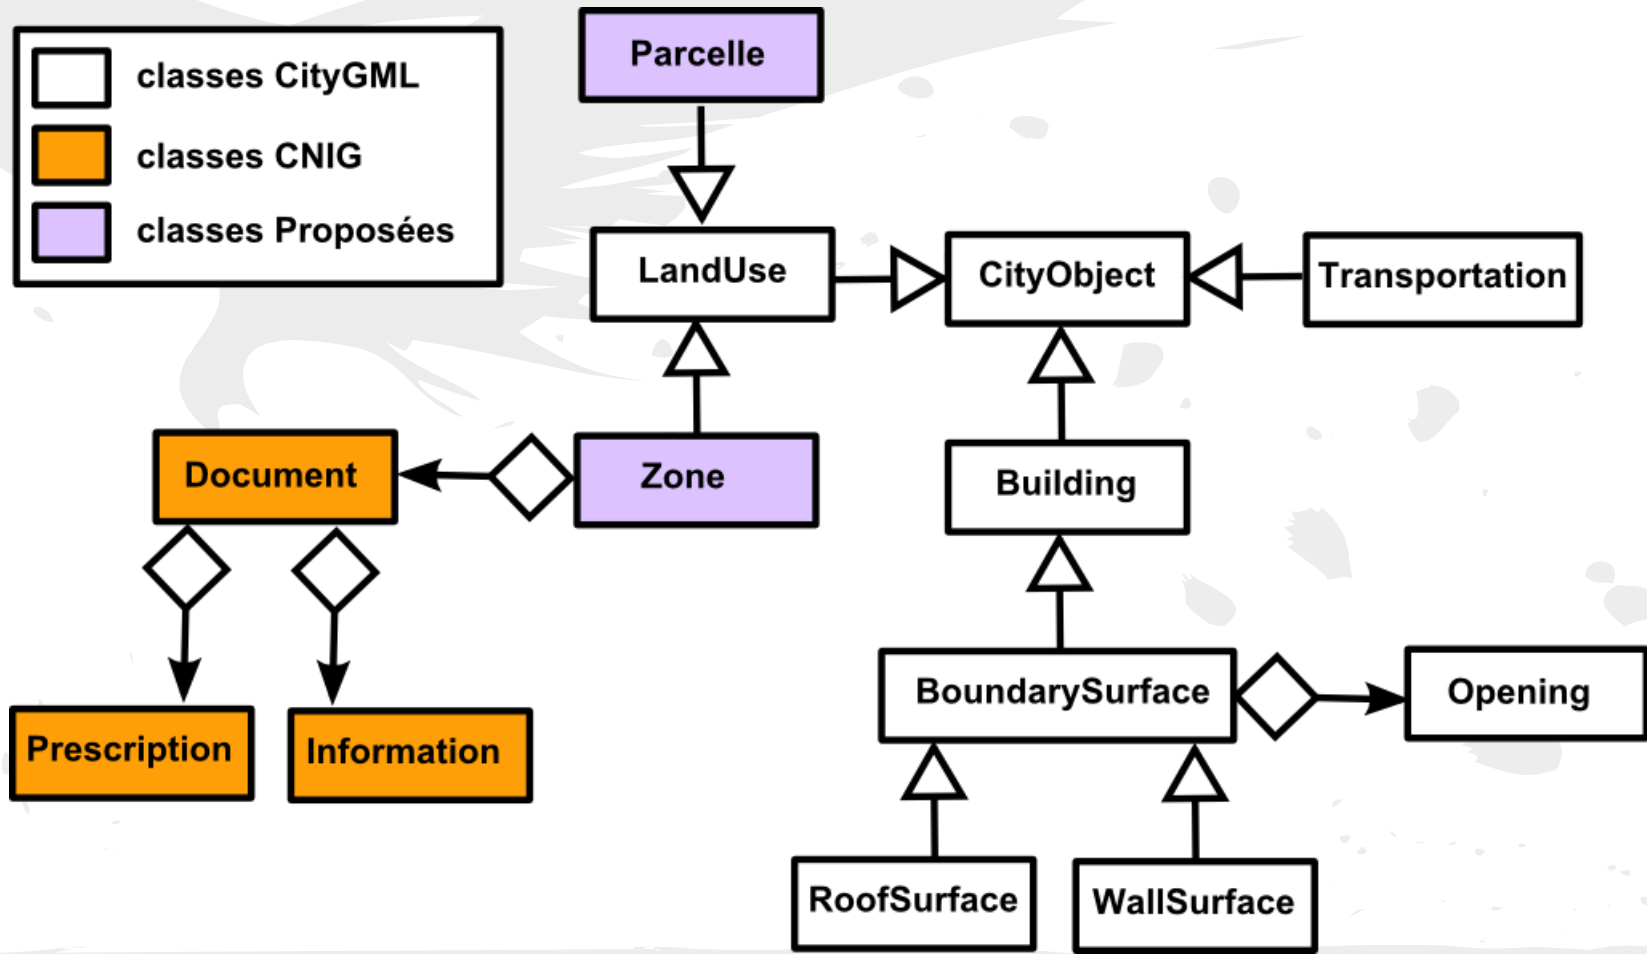 Parcelle
classes CityGML
classes CNIG
classes Proposées
LandUse
CityObject
Transportation
Document
Zone
Building
BoundarySurface
Opening
Prescription
Information
RoofSurface
WallSurface